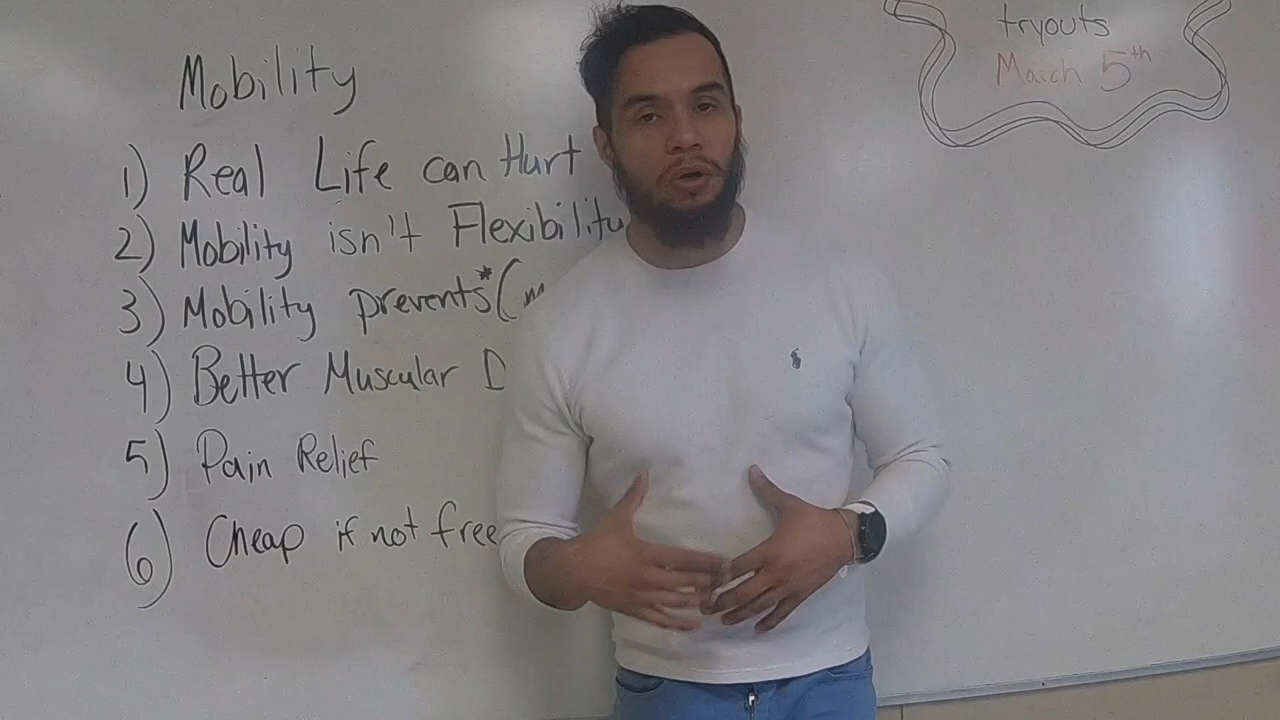 Mobility
1) Real Life can Hurt
2) Mobility isn't Flexibility
3) Mobility prevents*(
4) Better Muscular D
5) Pain Relief
6) Cheap if not free
tryouts
March 5th